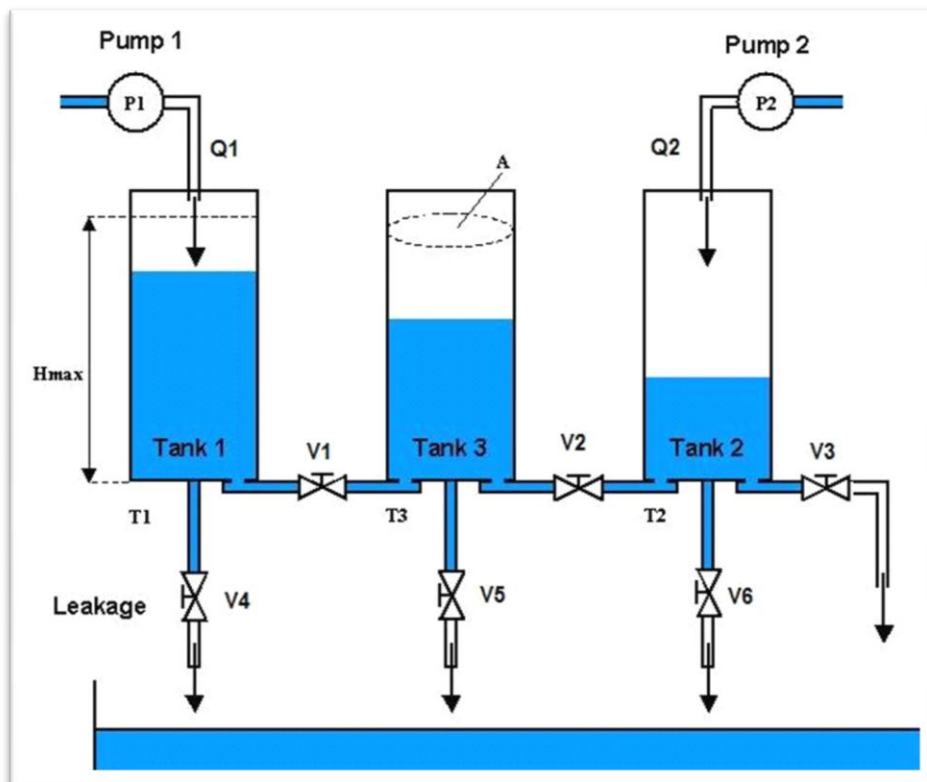 Pump 1
Pump 2
P1
P2
Q1
Q2
A
Hmax
Tank 1
V1
Tank 3
V2
Tank 2
V3
T1
T3
T2
Leakage
V4
V5
V6